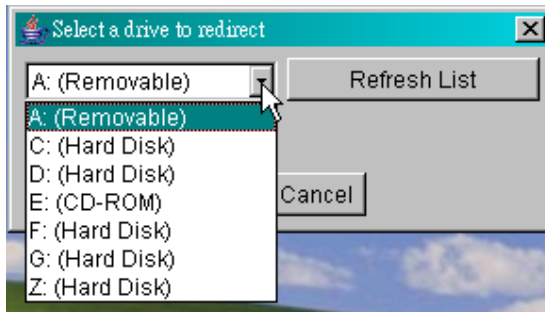 Select a drive to redirect
A: (Removable)
Refresh List
A: (Removable)
C: (Hard Disk)
D: (Hard Disk)
E: (CD-ROM)
F: (Hard Disk)
G: (Hard Disk)
Z: (Hard Disk)
Cancel